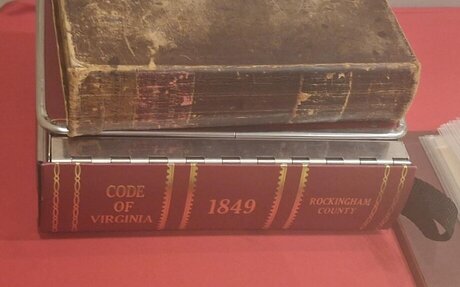 CODE
OF
VIRGINIA
1849
ROCKINGHAM
COUNTY